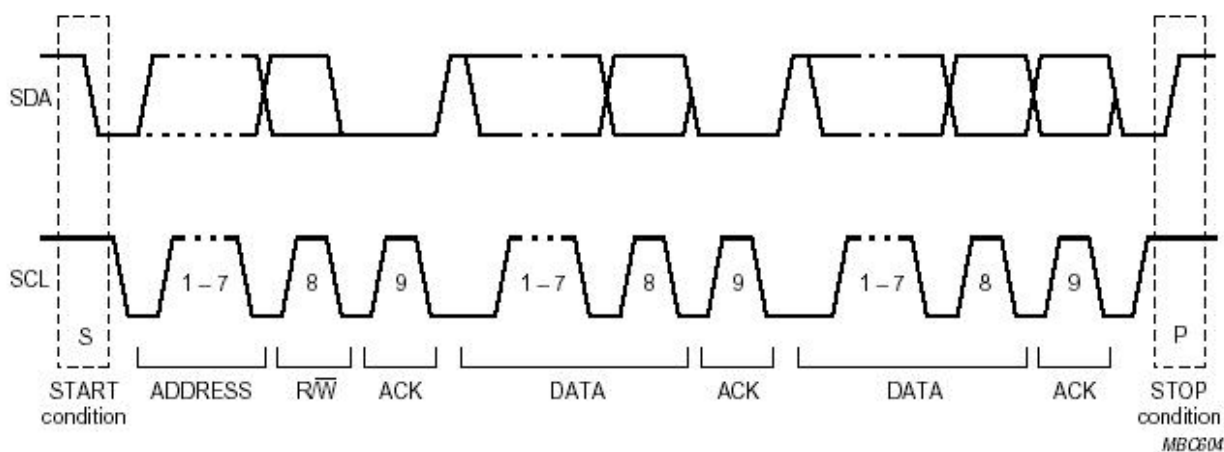 SDA
SCL
1 – 7 8 9 1 – 7 8 9 1 – 7 8 9
S P
START condition
ADDRESS
R/W̅
ACK
DATA
ACK
DATA
ACK
STOP condition
MBC604